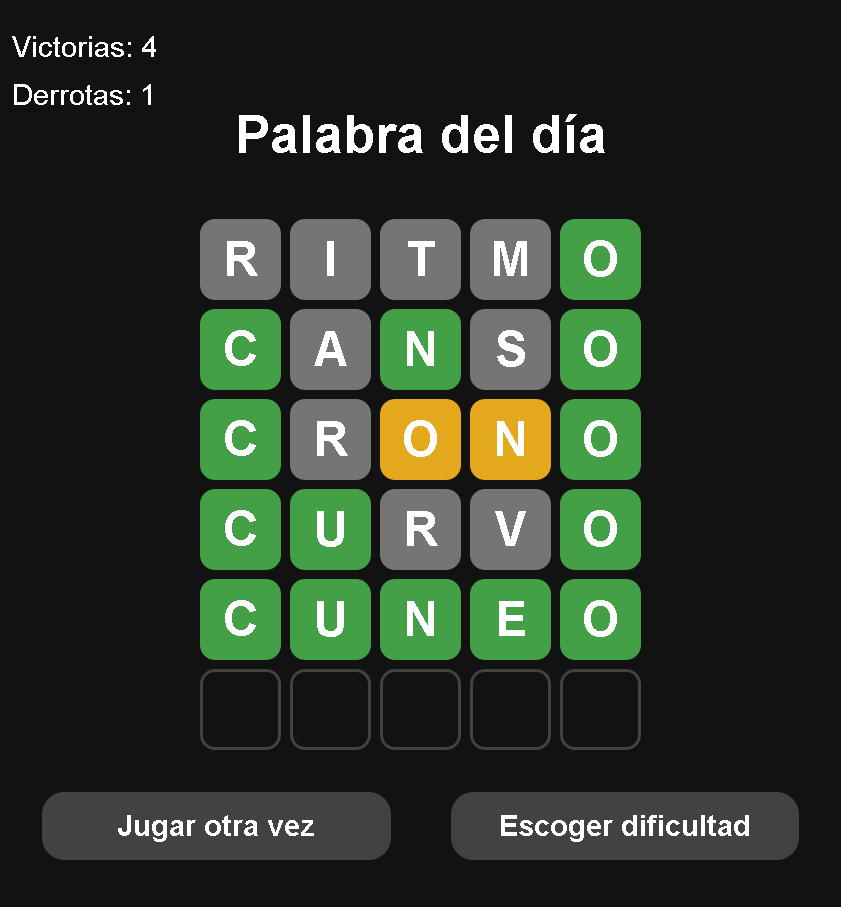 Victorias: 4
Derrotas: 1
Palabra del día
R I T M O
C A N S O
C R O N O
C U R V O
C U N E O
Jugar otra vez
Escoger dificultad